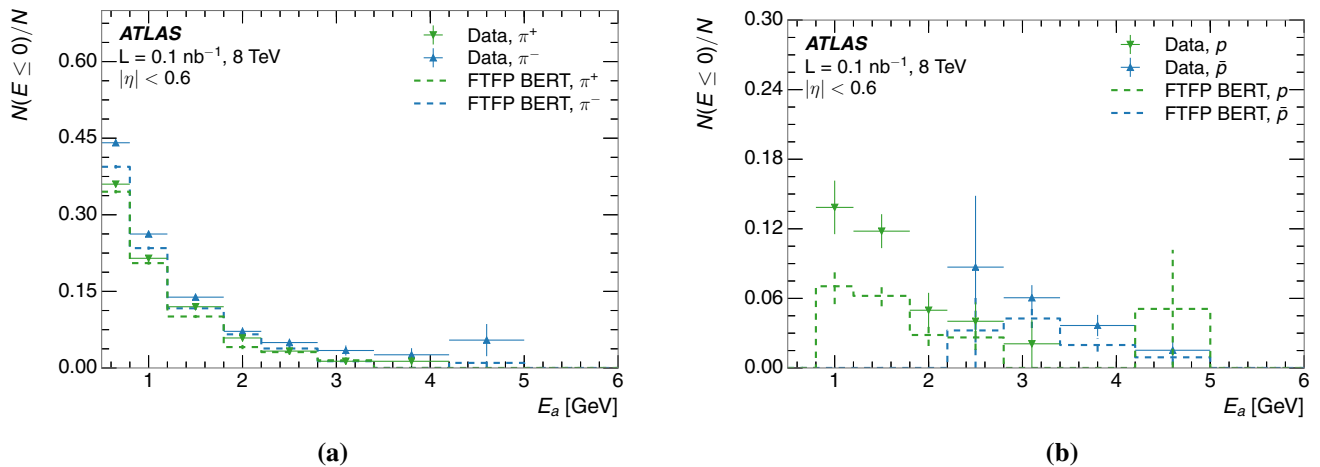 N(E ≤ 0)/N
0.60
0.45
0.30
0.15
0.00
ATLAS
L = 0.1 nb⁻¹, 8 TeV
|η| < 0.6
Data, π⁺
Data, π⁻
FTFP BERT, π⁺
FTFP BERT, π⁻
1 2 3 4 5 6
E_a [GeV]
(a)
N(E ≤ 0)/N
0.30
0.24
0.18
0.12
0.06
0.00
ATLAS
L = 0.1 nb⁻¹, 8 TeV
|η| < 0.6
Data, p
Data, p̄
FTFP BERT, p
FTFP BERT, p̄
1 2 3 4 5 6
E_a [GeV]
(b)